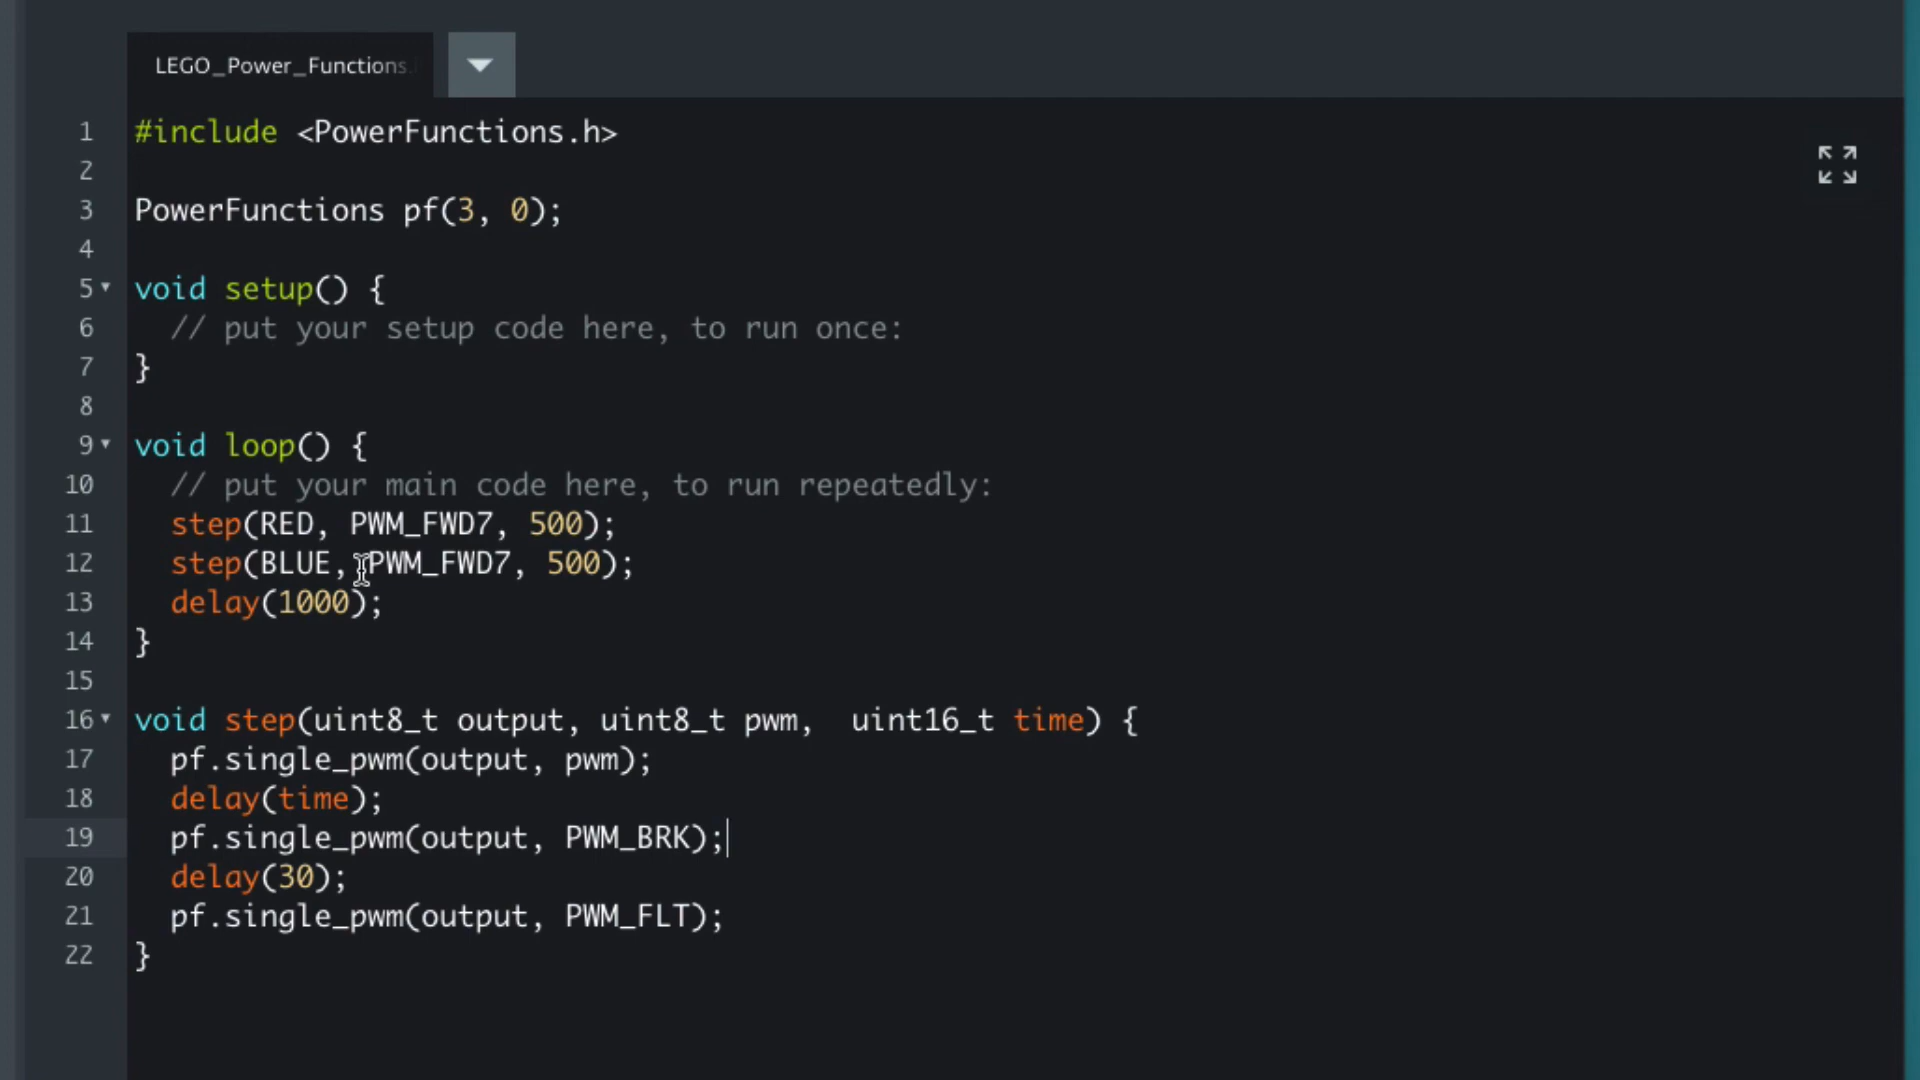 LEGO_Power_Functions.
1 #include <PowerFunctions.h>
2
3 PowerFunctions pf(3, 0);
4
5 void setup() {
6   // put your setup code here, to run once:
7 }
8
9 void loop() {
10   // put your main code here, to run repeatedly:
11   step(RED, PWM_FWD7, 500);
12   step(BLUE, PWM_FWD7, 500);
13   delay(1000);
14 }
15
16 void step(uint8_t output, uint8_t pwm,  uint16_t time) {
17   pf.single_pwm(output, pwm);
18   delay(time);
19   pf.single_pwm(output, PWM_BRK);
20   delay(30);
21   pf.single_pwm(output, PWM_FLT);
22 }